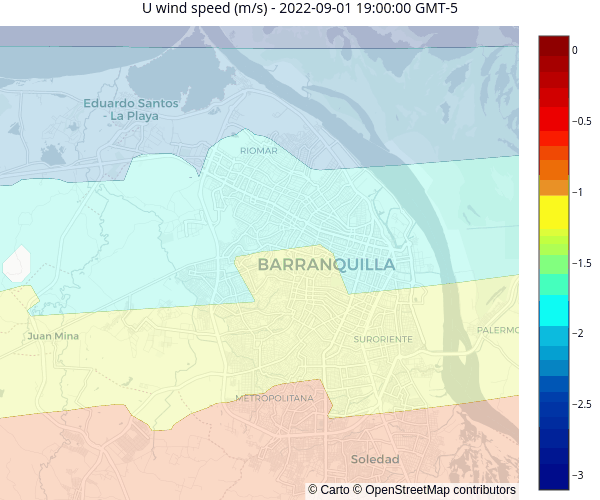 U wind speed (m/s) - 2022-09-01 19:00:00 GMT-5
Eduardo Santos
- La Playa
RIOMAR
BARRANQUILLA
Juan Mina
SURORIENTE
PALERMO
METROPOLITANA
Soledad
© Carto © OpenStreetMap contributors
0
−0.5
−1
−1.5
−2
−2.5
−3